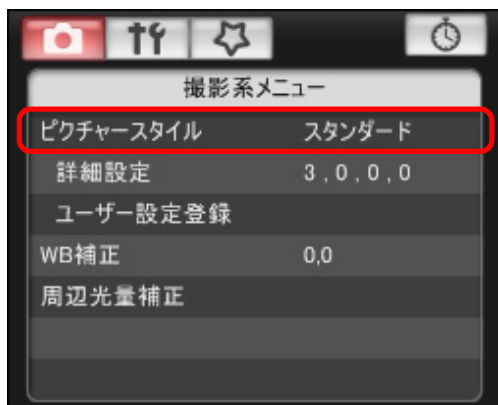 撮影系メニュー
ピクチャースタイル スタンダード
詳細設定 3 , 0 , 0 , 0
ユーザー設定登録
WB補正 0,0
周辺光量補正